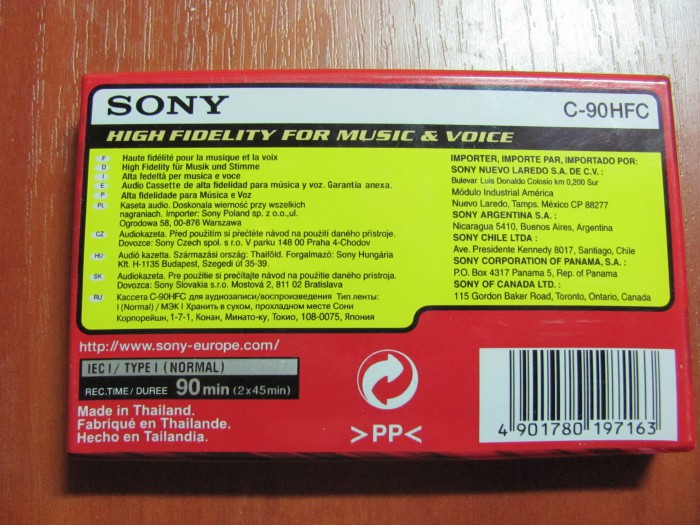 SONY
C-90HFC
HIGH FIDELITY FOR MUSIC & VOICE
F Haute fidélité pour la musique et la voix
D High Fidelity für Musik und Stimme
I Alta fedeltà per musica e voce
E Audio Cassette de alta fidelidad para música y voz. Garantía anexa.
P Alta fidelidade para Música e Voz
PL Kaseta audio. Doskonała wierność przy wszelkich
nagraniach. Importer: Sony Poland sp. z o.o.,ul.
Ogrodowa 58, 00-876 Warszawa
CZ Audiokazeta. Před použitím si přečtěte návod na použití daného přístroje.
Dovozce: Sony Czech spol. s r.o. V parku 148 00 Praha 4-Chodov
HU Audió kazetta. Származási ország: Thaiföld. Forgalmazó: Sony Hungária
Kft. H-1135 Budapest, Szegedi út 35-39.
SK Audiokazeta. Pre použitie si prečítajte návod na použitie daného prístroja.
Dovozca: Sony Slovakia s r.o. Mostová 2, 811 02 Bratislava
RU Кассета C-90HFC для аудиозаписи/воспроизведения Тип ленты:
I (Normal) / МЭК I Хранить в сухом, прохладном месте Сони
Корпорейшн, 1-7-1, Конан, Минато-ку, Токио, 108-0075, Япония
IMPORTER, IMPORTE PAR, IMPORTADO POR:
SONY NUEVO LAREDO S.A. DE C.V. :
Bulevar Luis Donaldo Colosio km 0,200 Sur
Módulo Industrial América
Nuevo Laredo, Tamps. México CP 88277
SONY ARGENTINA S.A. :
Nicaragua 5410, Buenos Aires, Argentina
SONY CHILE LTDA :
Ave. Presidente Kennedy 8017, Santiago, Chile
SONY CORPORATION OF PANAMA, S.A. :
P.O. Box 4317 Panama 5, Rep. of Panama
SONY OF CANADA LTD. :
115 Gordon Baker Road, Toronto, Ontario, Canada
http://www.sony-europe.com/
IEC I / TYPE I (NORMAL)
REC.TIME / DUREE 90 min (2x45min)
Made in Thailand.
Fabriqué en Thaïlande.
Hecho en Tailandia.
>PP<
4 901780 197163